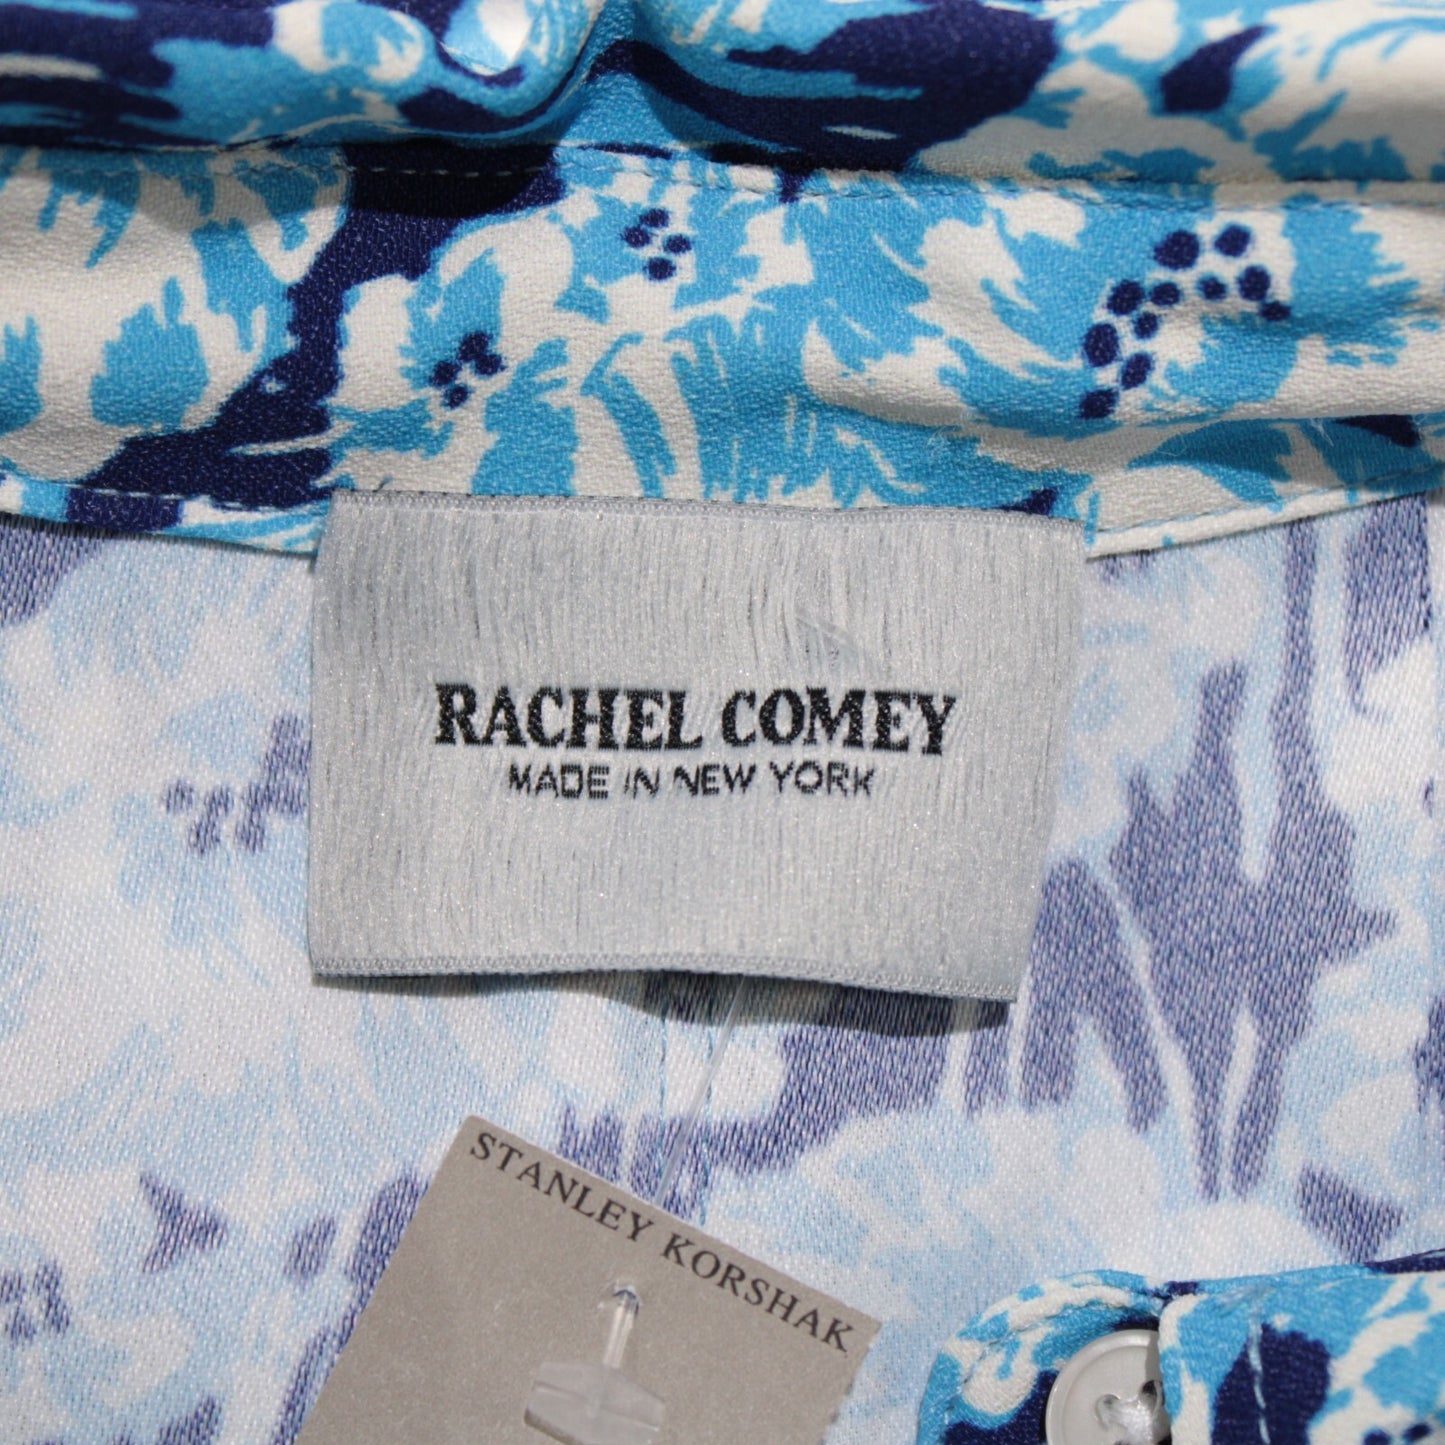 RACHEL COMEY
MADE IN NEW YORK
STANLEY KORSHAK